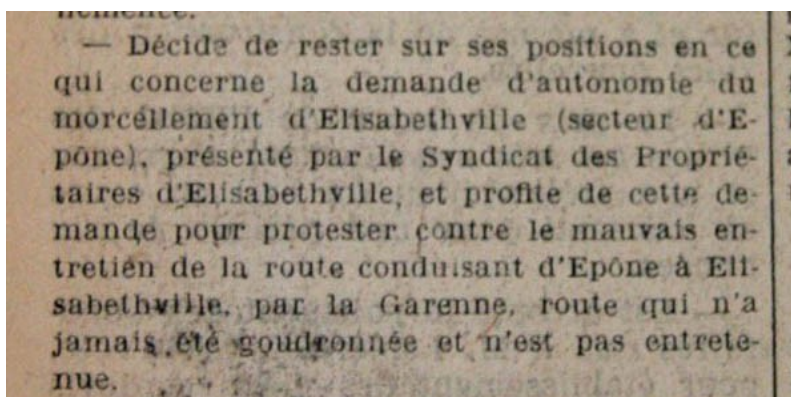 — Décide de rester sur ses positions en ce
qui concerne la demande d'autonomie du
morcéllement d'Elisabethville (secteur d'E-
pône), présenté par le Syndicat des Proprié-
taires d'Elisabethville, et profite de cette de-
mande pour protester contre le mauvais en-
tretien de la route conduisant d'Epône à Eli-
sabethville, par la Garenne, route qui n'a
jamais été goudronnée et n'est pas entrete-
nue.